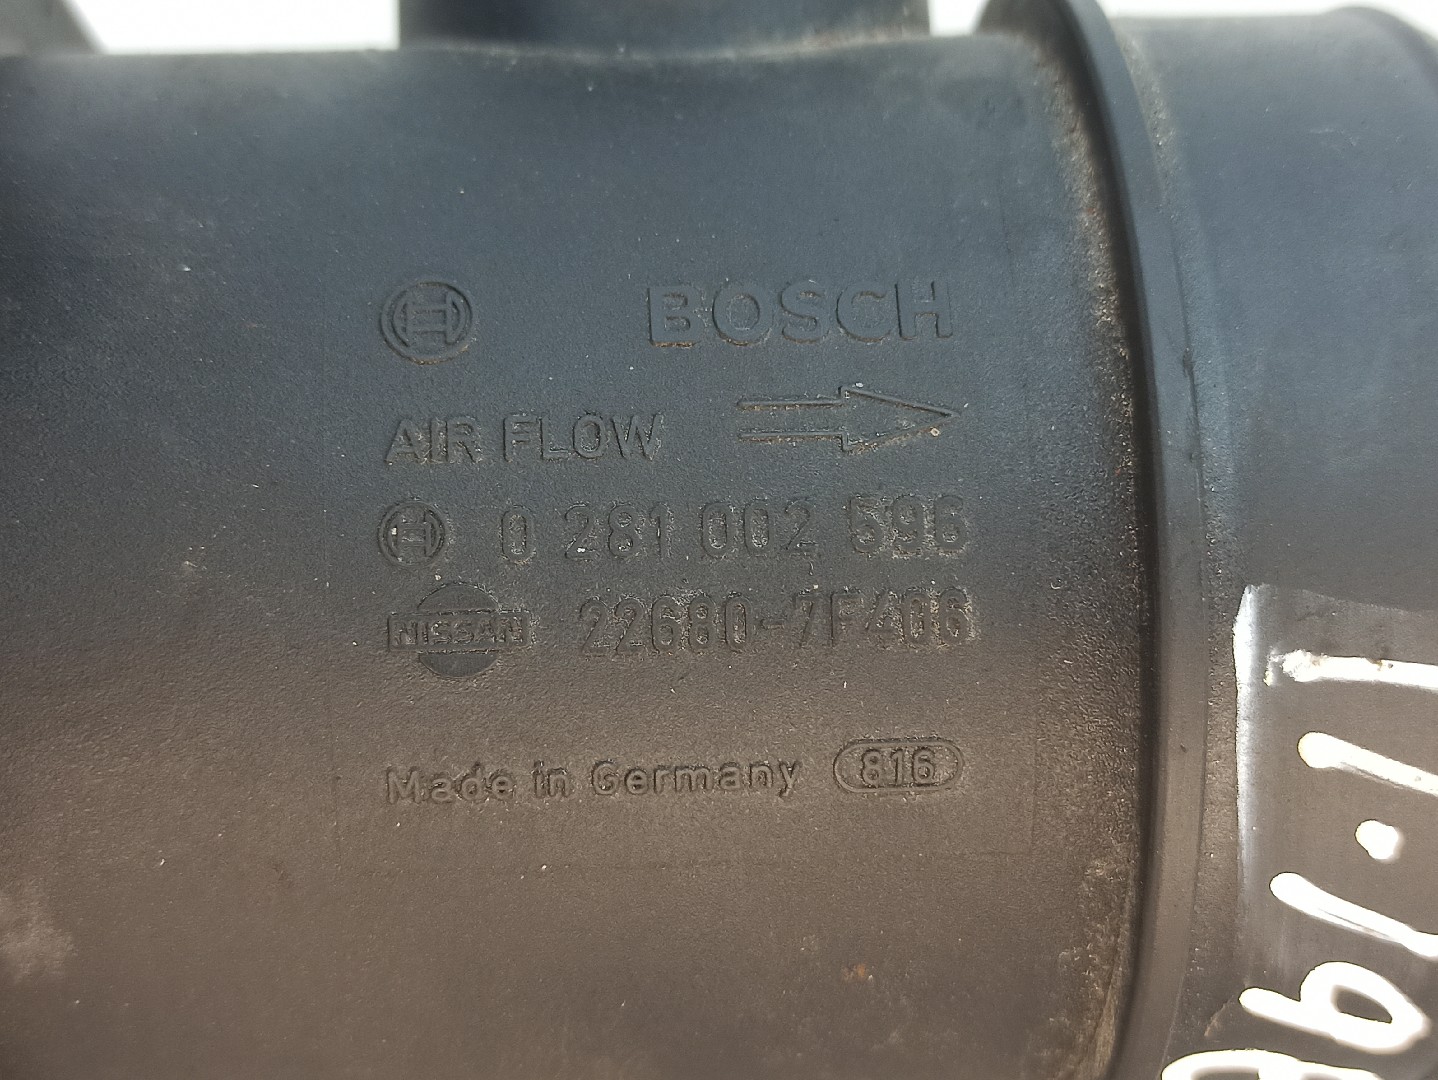 BOSCH
AIR FLOW
0 281 002 596
NISSAN 22680-7F406
Made in Germany 816